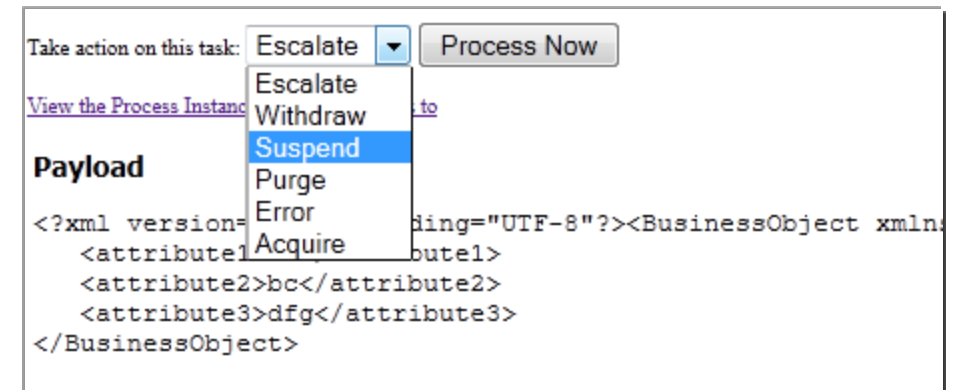 Take action on this task: Escalate Process Now
Escalate
View the Process Instanc to
Withdraw
Suspend
Payload
Purge
Error
<?xml version= ding="UTF-8"?><BusinessObject xmlns
Acquire
<attribute1 bute1>
<attribute2>bc</attribute2>
<attribute3>dfg</attribute3>
</BusinessObject>